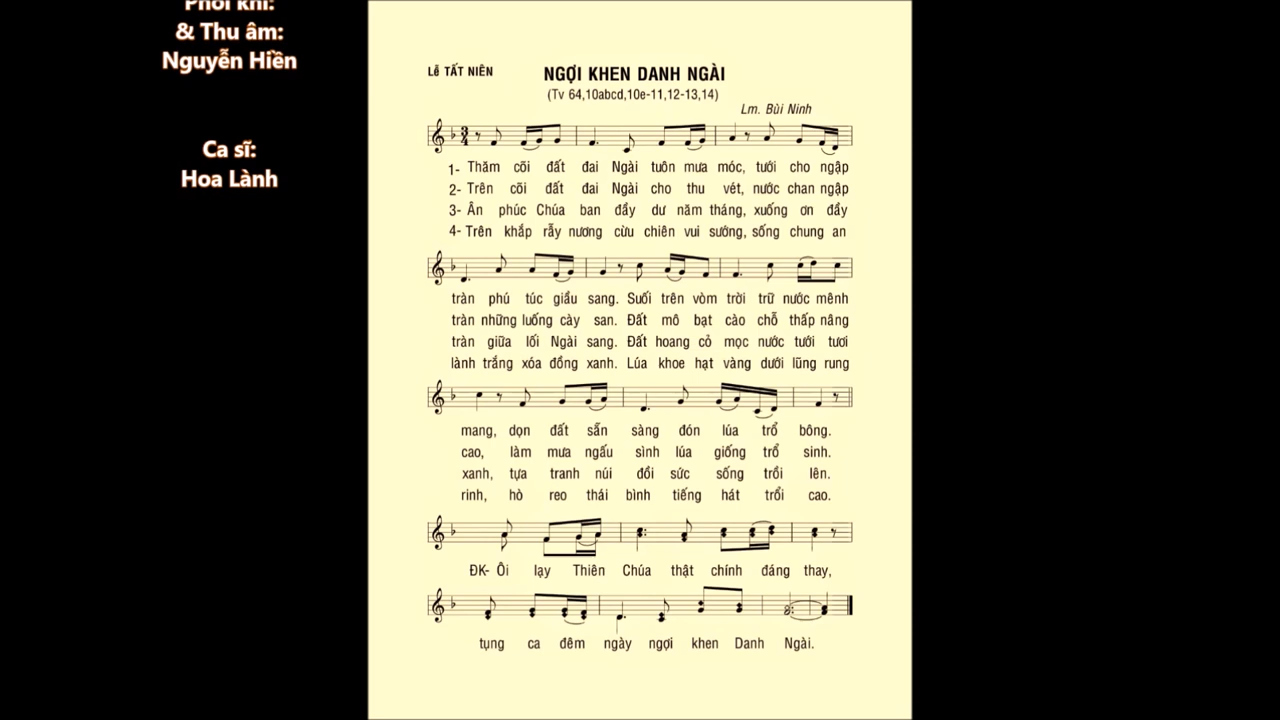 Phối khí:
& Thu âm:
Nguyễn Hiền
Ca sĩ:
Hoa Lành
LỄ TẤT NIÊN
NGỢI KHEN DANH NGÀI
(Tv 64,10abcd,10e-11,12-13,14)
Lm. Bùi Ninh
1- Thăm cõi đất đai Ngài tuôn mưa móc, tưới cho ngập
2- Trên cõi đất đai Ngài cho thu vét, nước chan ngập
3- Ân phúc Chúa ban đầy dư năm tháng, xuống ơn đầy
4- Trên khắp rẫy nương cừu chiên vui sướng, sống chung an
tràn phú túc giầu sang. Suối trên vòm trời trữ nước mênh
tràn những luống cày san. Đất mô bạt cào chỗ thấp nâng
tràn giữa lối Ngài sang. Đất hoang cỏ mọc nước tưới tươi
lành trắng xóa đồng xanh. Lúa khoe hạt vàng dưới lũng rung
mang, dọn đất sẵn sàng đón lúa trổ bông.
cao, làm mưa ngấu sình lúa giống trổ sinh.
xanh, tựa tranh núi đồi sức sống trồi lên.
rinh, hò reo thái bình tiếng hát trổi cao.
ĐK- Ôi lạy Thiên Chúa thật chính đáng thay,
tụng ca đêm ngày ngợi khen Danh Ngài.